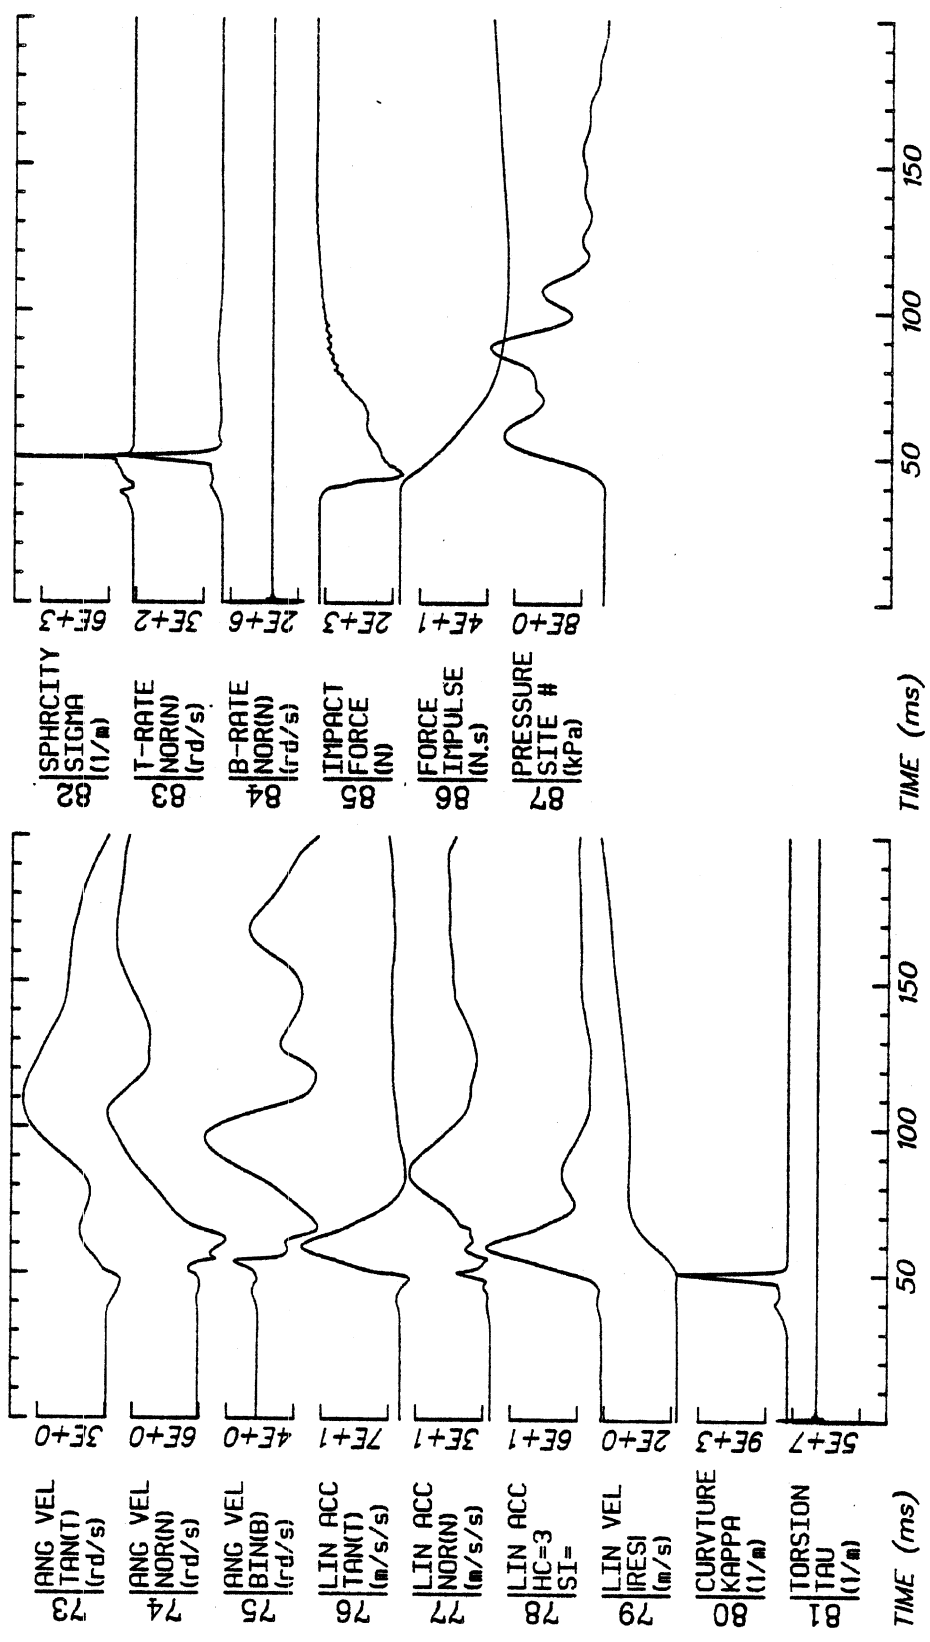 73
ANG VEL
TAN(T)
(rd/s)
3E+0
74
ANG VEL
NOR(N)
(rd/s)
6E+0
75
ANG VEL
BIN(B)
(rd/s)
4E+0
76
LIN ACC
TAN(T)
(m/s/s)
7E+1
77
LIN ACC
NOR(N)
(m/s/s)
3E+1
78
LIN ACC
HC=3
SI=
6E+1
79
LIN VEL
|RES|
(m/s)
2E+0
80
CURVTURE
KAPPA
(1/m)
9E+3
81
TORSION
TAU
(1/m)
5E+7
TIME (ms)
50
100
150
82
SPHRCITY
SIGMA
(1/m)
6E+3
83
T-RATE
NOR(N)
(rd/s)
3E+2
84
B-RATE
NOR(N)
(rd/s)
2E+6
85
IMPACT
FORCE
(N)
2E+3
86
FORCE
IMPULSE
(N.s)
4E+1
87
PRESSURE
SITE #
(kPa)
8E+0
TIME (ms)
50
100
150